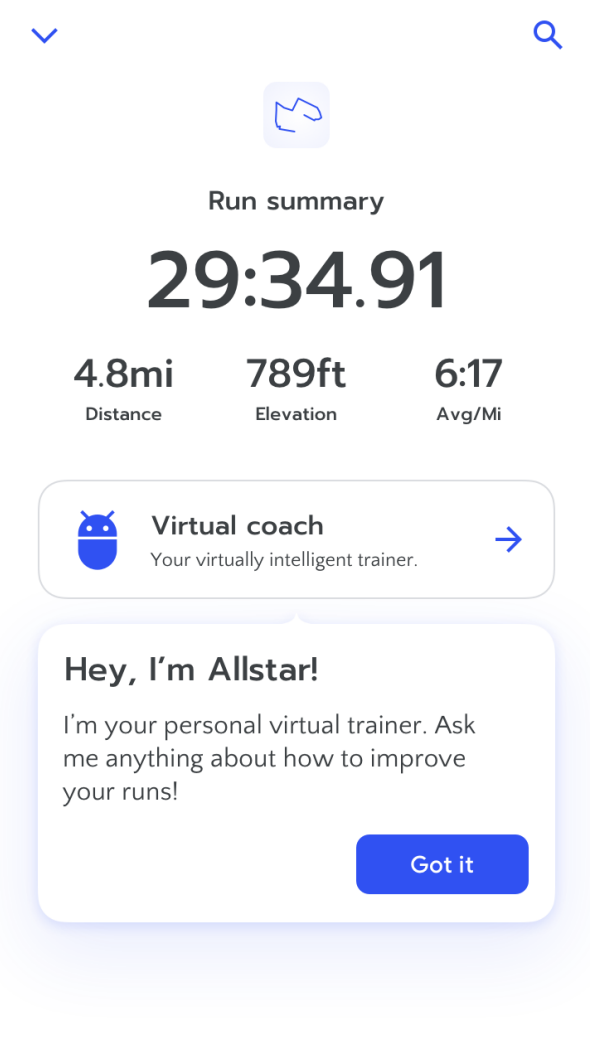 Run summary
29:34.91
4.8mi 789ft 6:17
Distance Elevation Avg/Mi
Virtual coach
Your virtually intelligent trainer.
Hey, I’m Allstar!
I’m your personal virtual trainer. Ask
me anything about how to improve
your runs!
Got it